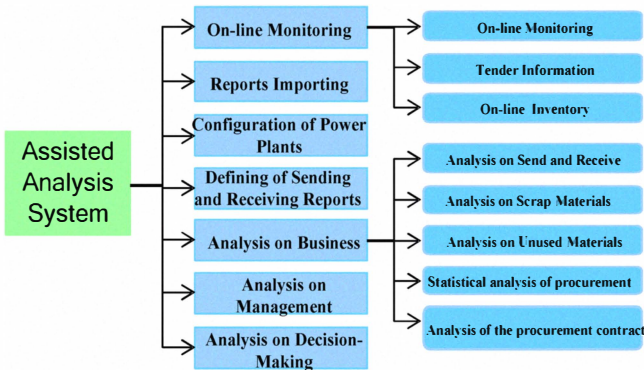 Assisted
Analysis
System
On-line Monitoring
Reports Importing
Configuration of Power
Plants
Defining of Sending
and Receiving Reports
Analysis on Business
Analysis on
Management
Analysis on Decision-
Making
On-line Monitoring
Tender Information
On-line Inventory
Analysis on Send and Receive
Analysis on Scrap Materials
Analysis on Unused Materials
Statistical analysis of procurement
Analysis of the procurement contract